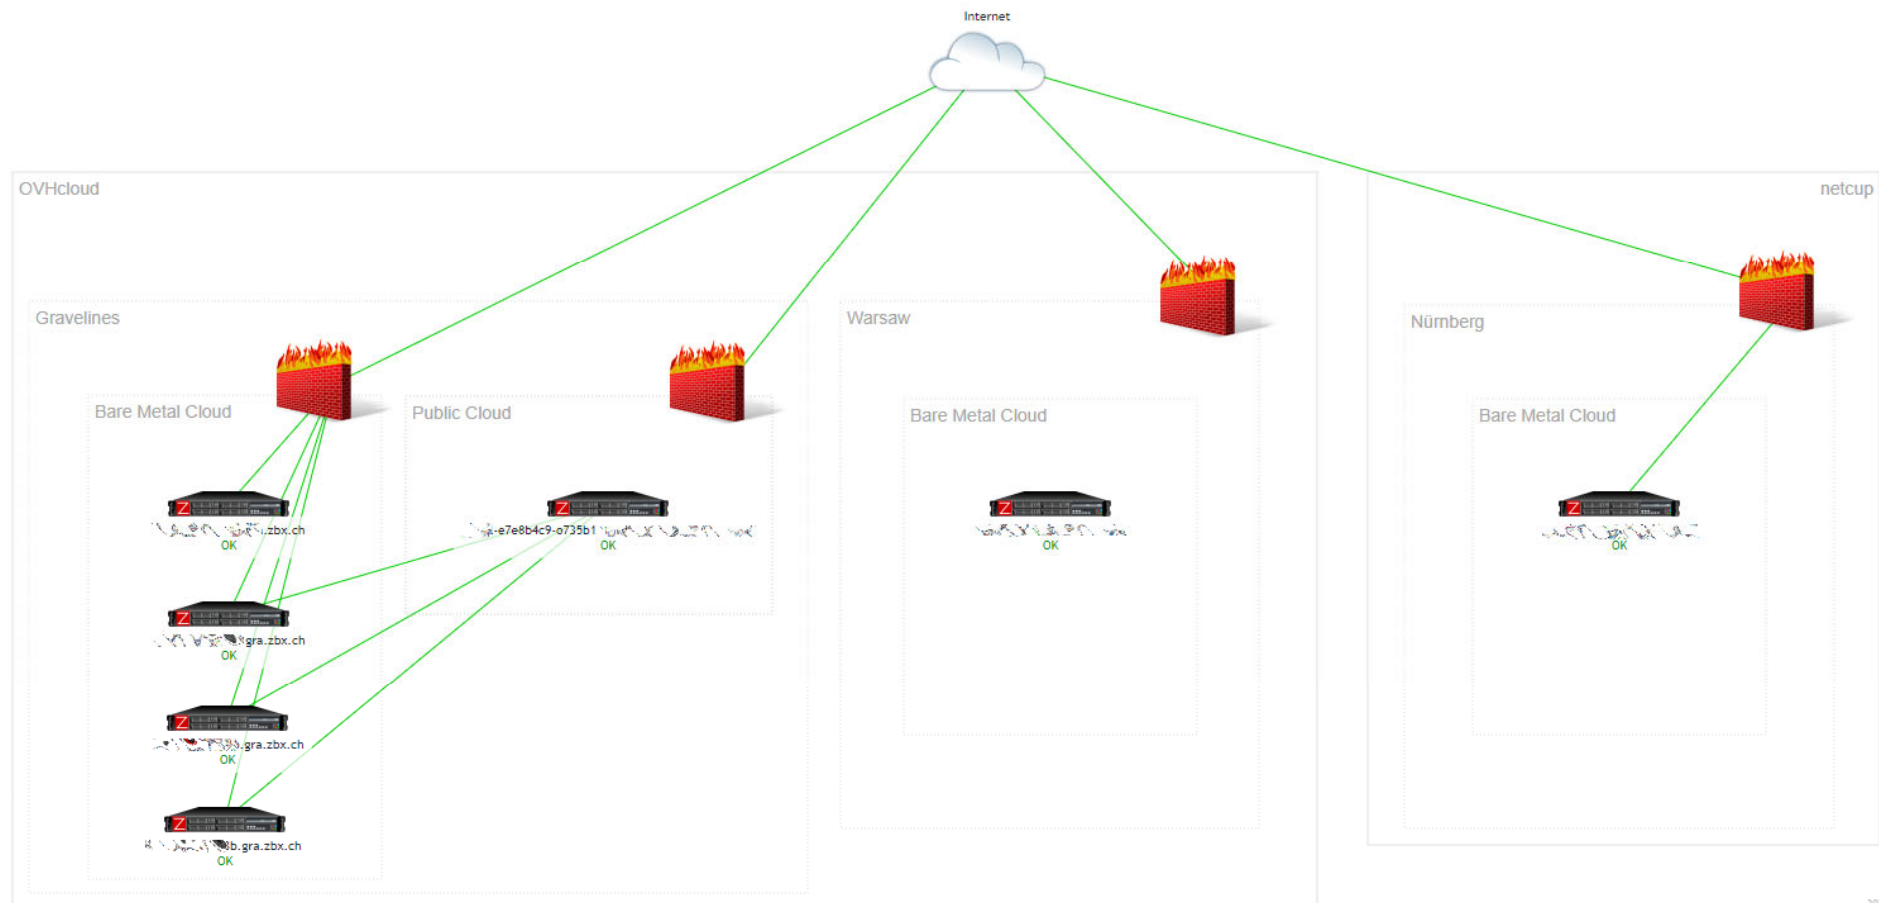 Internet
OVHcloud
netcup
Gravelines
Warsaw
Nürnberg
Bare Metal Cloud
Public Cloud
Bare Metal Cloud
Bare Metal Cloud
Z
Z
Z
Z
.zbx.ch
-e7e8b4c9-o735b1
OK
OK
OK
OK
Z
gra.zbx.ch
OK
Z
.gra.zbx.ch
OK
Z
b.gra.zbx.ch
OK